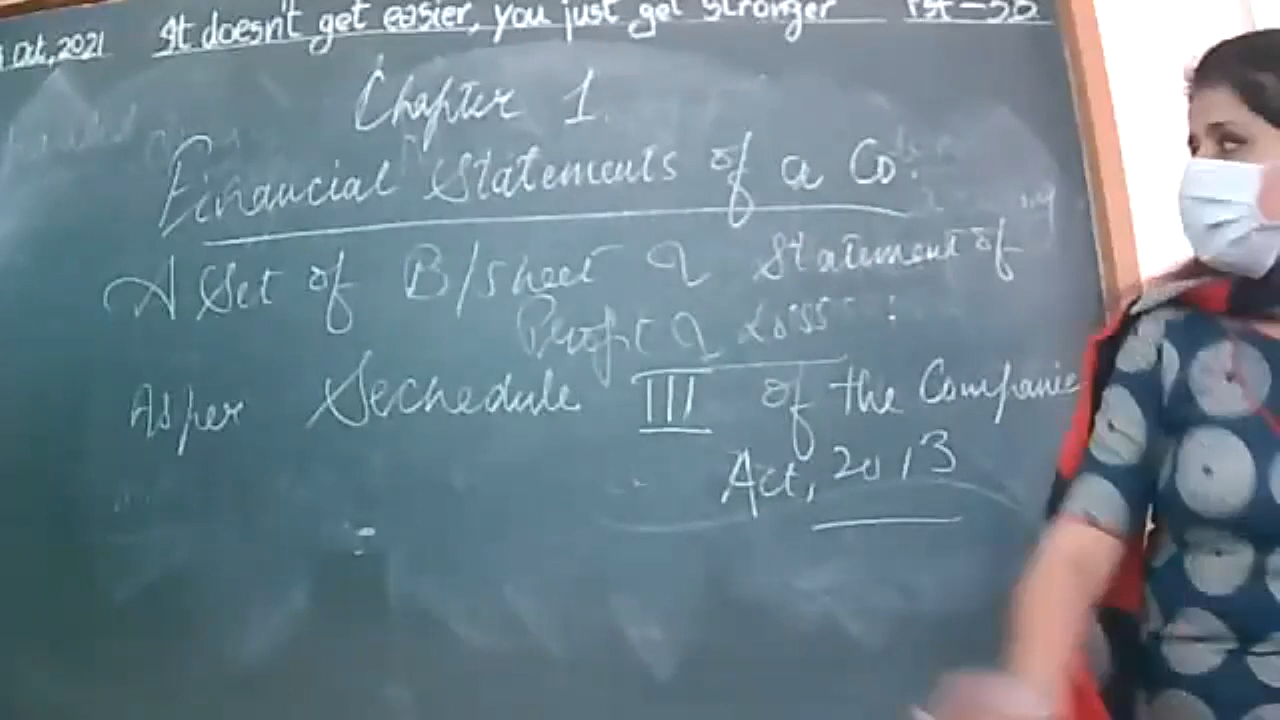 Oct, 2021 It doesn't get easier, you just get stronger
Chapter 1.
Financial Statements of a Co.
A Set of B/Sheet & Statement of
Profit & Loss :
As per Sechedule III of the Companie
Act, 2013